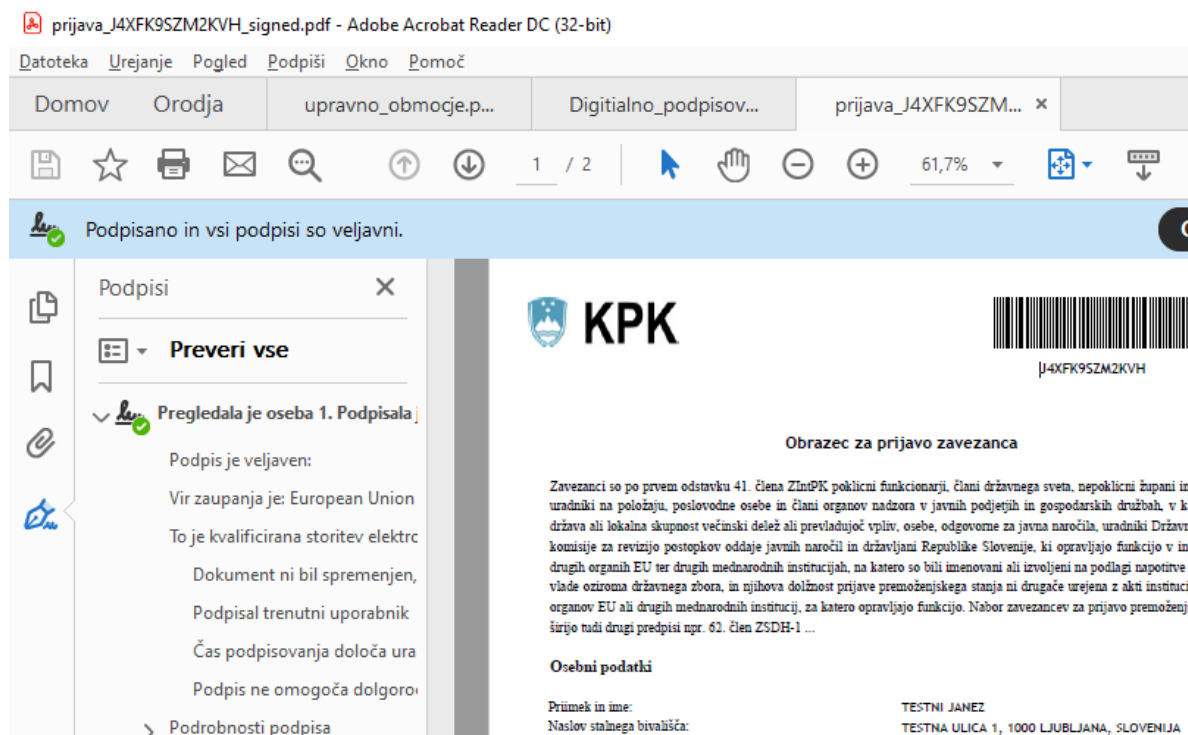 prijava_J4XFK9SZM2KVH_signed.pdf - Adobe Acrobat Reader DC (32-bit)
Datoteka Urejanje Pogled Podpiši Okno Pomoč
Domov Orodja upravno_obmocje.p... Digitialno_podpisov... prijava_J4XFK9SZM... ×
1 / 2 61,7%
Podpisano in vsi podpisi so veljavni.
Podpisi
Preveri vse
Pregledala je oseba 1. Podpisala
Podpis je veljaven:
Vir zaupanja je: European Union
To je kvalificirana storitev elektro
Dokument ni bil spremenjen,
Podpisal trenutni uporabnik
Čas podpisovanja določa ura
Podpis ne omogoča dolgoro
Podrobnosti podpisa
KPK
J4XFK9SZM2KVH
Obrazec za prijavo zavezanca
Zavezanci so po prvem odstavku 41. člena ZIntPK poklicni funkcionarji, člani državnega sveta, nepoklicni župani in
uradniki na položaju, poslovodne osebe in člani organov nadzora v javnih podjetjih in gospodarskih družbah, v k
država ali lokalna skupnost večinski delež ali prevladujoč vpliv, osebe, odgovorne za javna naročila, uradniki Državn
komisije za revizijo postopkov oddaje javnih naročil in državljani Republike Slovenije, ki opravljajo funkcijo v in
drugih organih EU ter drugih mednarodnih institucijah, na katero so bili imenovani ali izvoljeni na podlagi napotitve
vlade oziroma državnega zbora, in njihova dolžnost prijave premoženjskega stanja ni drugače urejena z akti instituci
organov EU ali drugih mednarodnih institucij, za katero opravljajo funkcijo. Nabor zavezancev za prijavo premoženj
širijo tudi drugi predpisi npr. 62. člen ZSDH-1 ...
Osebni podatki
Priimek in ime: TESTNI JANEZ
Naslov stalnega bivališča: TESTNA ULICA 1, 1000 LJUBLJANA, SLOVENIJA